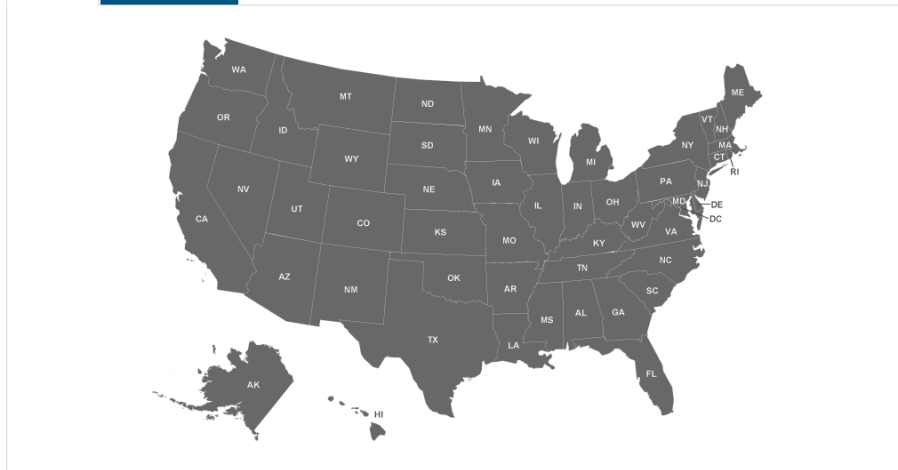 WA
MT
ND
MN
ME
OR
ID
WY
SD
WI
MI
VT
NH
NY
MA
CT
RI
NV
UT
CO
NE
IA
IL
IN
OH
PA
NJ
MD
DE
DC
CA
KS
MO
KY
WV
VA
AZ
NM
OK
AR
TN
NC
SC
TX
LA
MS
AL
GA
FL
AK
HI